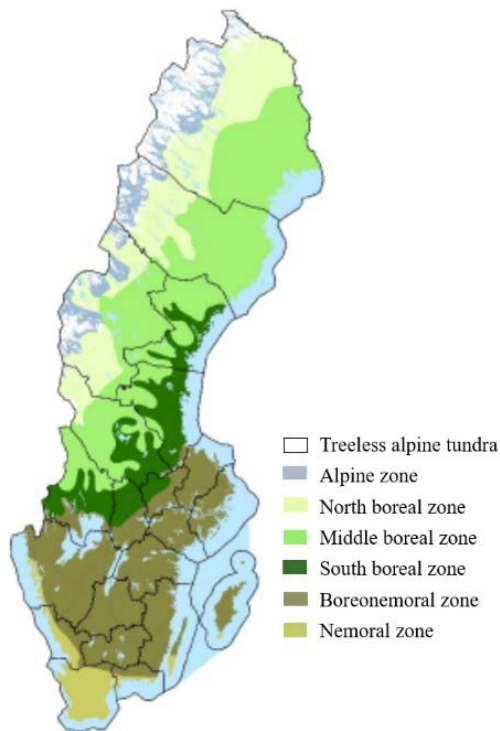 Treeless alpine tundra
Alpine zone
North boreal zone
Middle boreal zone
South boreal zone
Boreonemoral zone
Nemoral zone